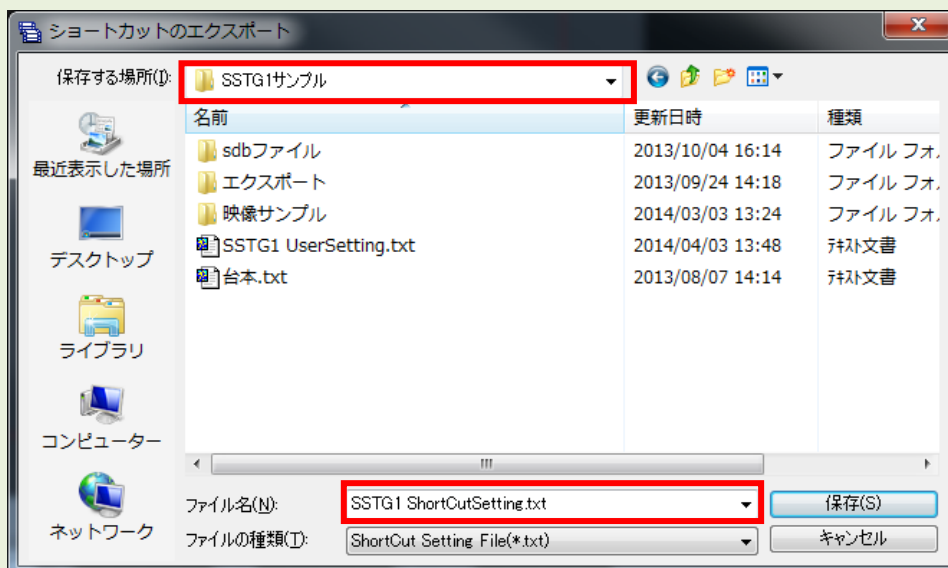 ショートカットのエクスポート
保存する場所(I):
SSTG1サンプル
名前
更新日時
種類
sdbファイル
2013/10/04 16:14
ファイル フォ
エクスポート
2013/09/24 14:18
ファイル フォ
映像サンプル
2014/03/03 13:24
ファイル フォ
SSTG1 UserSetting.txt
2014/04/03 13:48
テキスト文書
台本.txt
2013/08/07 14:14
テキスト文書
最近表示した場所
デスクトップ
ライブラリ
コンピューター
ネットワーク
ファイル名(N):
SSTG1 ShortCutSetting.txt
保存(S)
ファイルの種類(T):
ShortCut Setting File(*.txt)
キャンセル